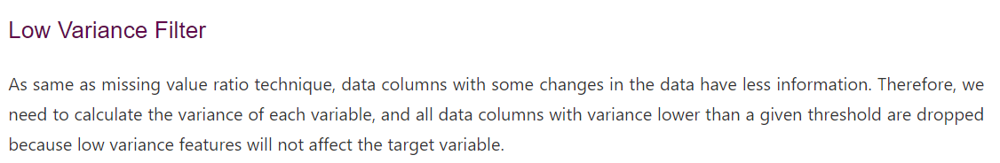 Low Variance Filter
As same as missing value ratio technique, data columns with some changes in the data have less information. Therefore, we
need to calculate the variance of each variable, and all data columns with variance lower than a given threshold are dropped
because low variance features will not affect the target variable.